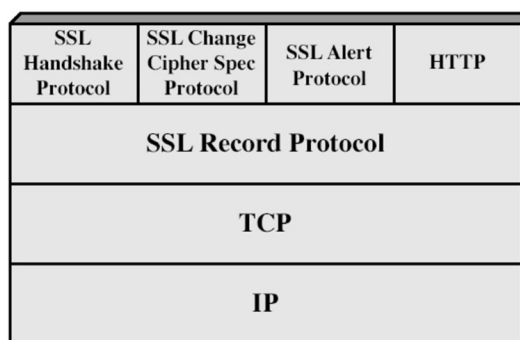 SSL
Handshake
Protocol
SSL Change
Cipher Spec
Protocol
SSL Alert
Protocol
HTTP
SSL Record Protocol
TCP
IP